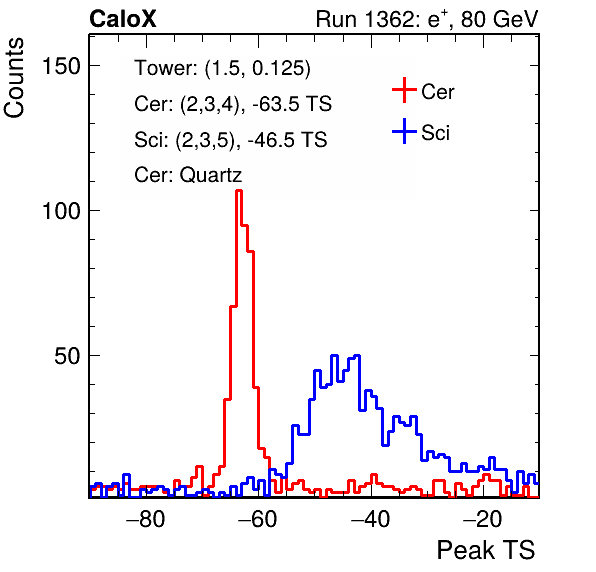 CaloX Run 1362: e⁺, 80 GeV
Counts
Tower: (1.5, 0.125)
Cer: (2,3,4), -63.5 TS
Sci: (2,3,5), -46.5 TS
Cer: Quartz
Cer
Sci
150
100
50
−80 −60 −40 −20
Peak TS